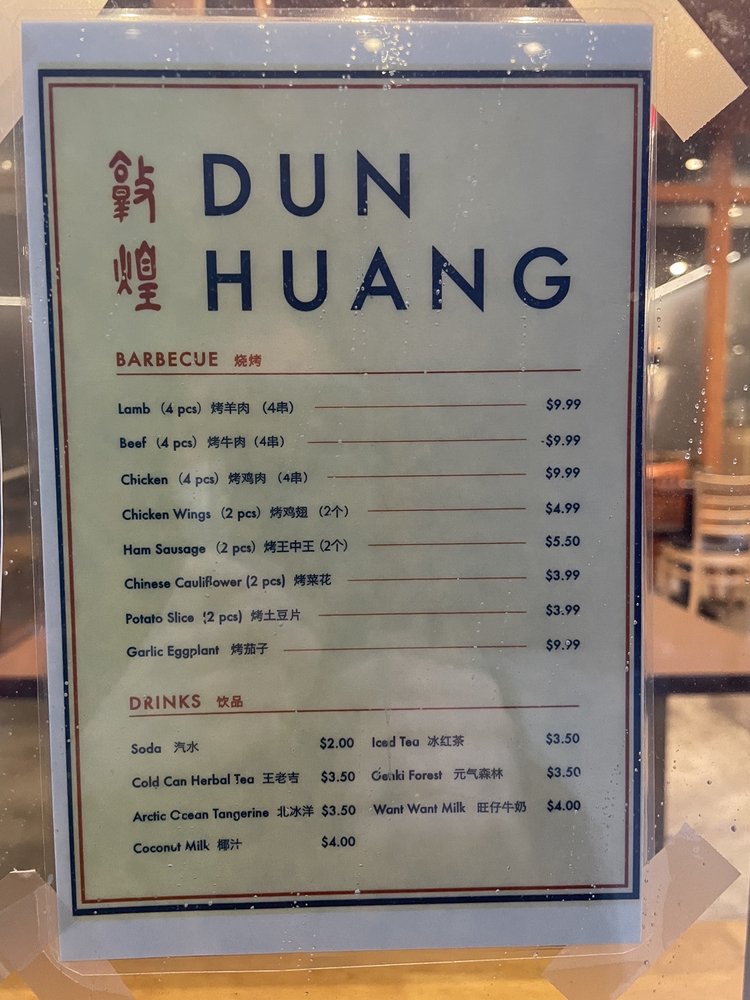 敦煌
DUN
HUANG
BARBECUE 烧烤
Lamb (4 pcs) 烤羊肉 (4串) $9.99
Beef (4 pcs) 烤牛肉 (4串) $9.99
Chicken (4 pcs) 烤鸡肉 (4串) $9.99
Chicken Wings (2 pcs) 烤鸡翅 (2个) $4.99
Ham Sausage (2 pcs) 烤王中王 (2个) $5.50
Chinese Cauliflower (2 pcs) 烤菜花 $3.99
Potato Slice (2 pcs) 烤土豆片 $3.99
Garlic Eggplant 烤茄子 $9.99
DRINKS 饮品
Soda 汽水 $2.00 Iced Tea 冰红茶 $3.50
Cold Can Herbal Tea 王老吉 $3.50 Genki Forest 元气森林 $3.50
Arctic Ocean Tangerine 北冰洋 $3.50 Want Want Milk 旺仔牛奶 $4.00
Coconut Milk 椰汁 $4.00